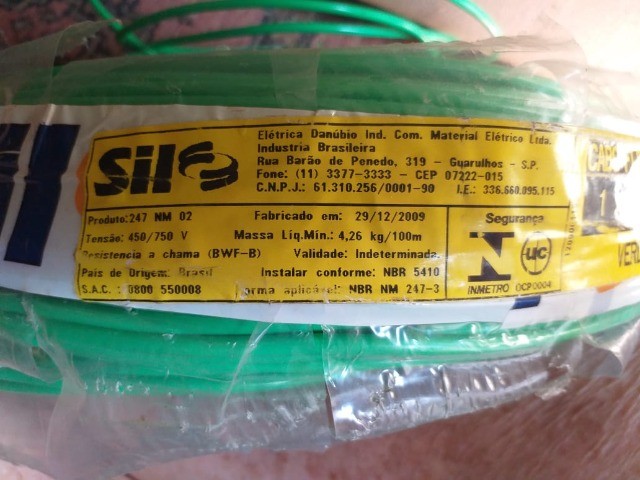 Sil
Elétrica Danúbio Ind. Com. Material Elétrico Ltda.
Industria Brasileira
Rua Barão de Penedo, 319 - Guarulhos - S.P.
Fone: (11) 3377-3333 - CEP 07222-015
C.N.P.J.: 61.310.256/0001-90 I.E.: 336.660.095.115
Produto: 247 NM 02 Fabricado em: 29/12/2009
Tensão: 450/750 V Massa Liq.Mín.: 4,26 kg/100m
Resistencia a chama (BWF-B) Validade: Indeterminada
País de Origem: Brasil Instalar conforme: NBR 5410
S.A.C.: 0800 550008 Norma aplicável: NBR NM 247-3
Segurança
N
uc
INMETRO OCP0004
1